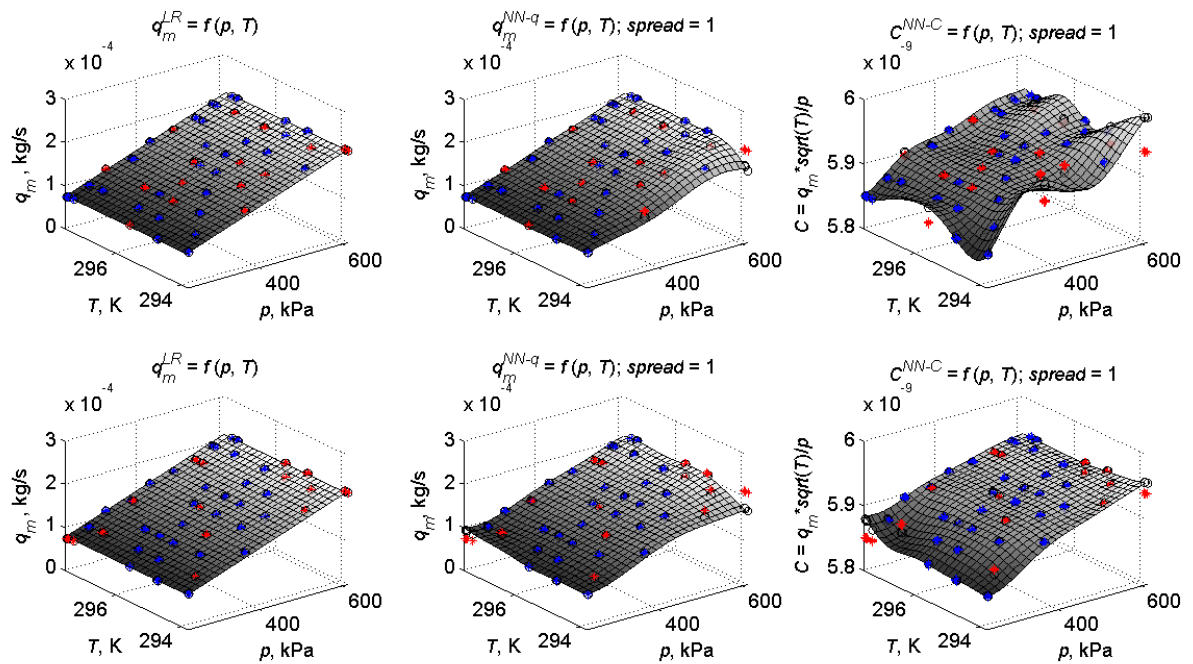 q_m^LR = f (p, T)
x 10^-4
3
2
1
0
q_m , kg/s
296
294
T, K
400
600
p, kPa
q_m^NN-q = f (p, T); spread = 1
x 10^-4
3
2
1
0
q_m, kg/s
296
294
T, K
400
600
p, kPa
C^NN-C = f (p, T); spread = 1
x 10^-9
6
5.9
5.8
C = q_m*sqrt(T)/p
296
294
T, K
400
600
p, kPa
q_m^LR = f (p, T)
x 10^-4
3
2
1
0
q_m , kg/s
296
294
T, K
400
600
p, kPa
q_m^NN-q = f (p, T); spread = 1
x 10^-4
3
2
1
0
q_m, kg/s
296
294
T, K
400
600
p, kPa
C^NN-C = f (p, T); spread = 1
x 10^-9
6
5.9
5.8
C = q_m*sqrt(T)/p
296
294
T, K
400
600
p, kPa